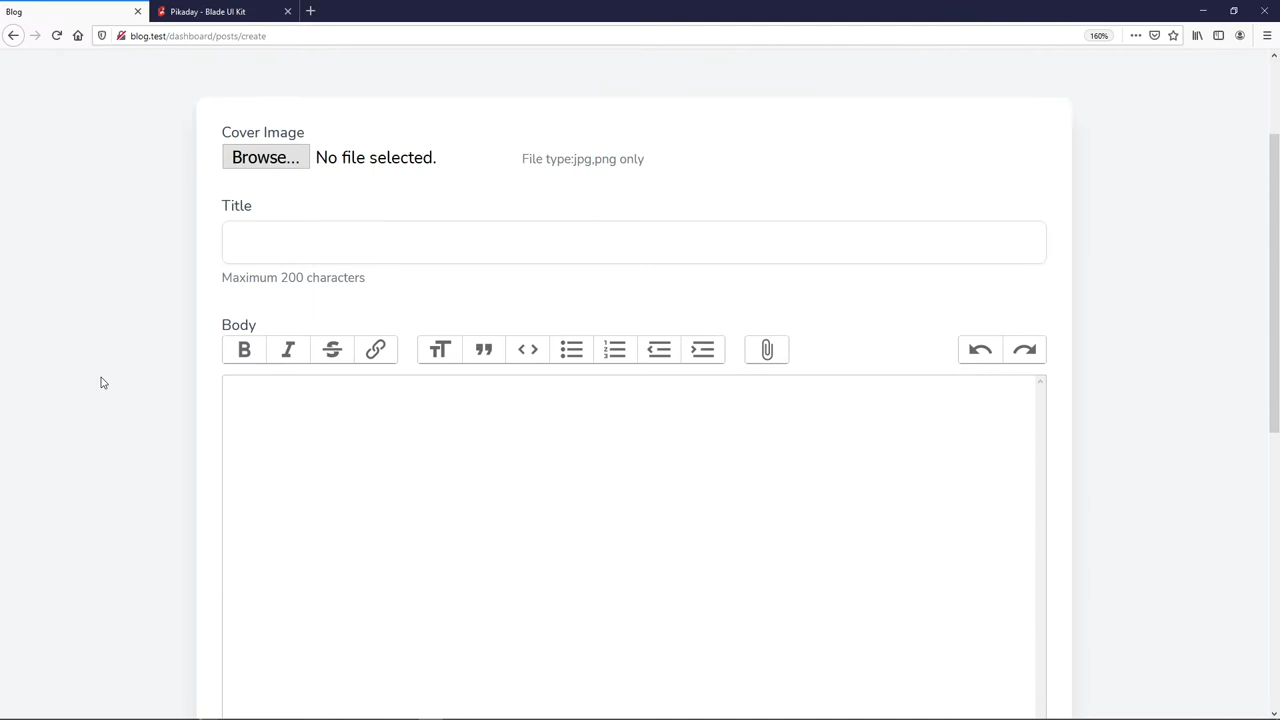 Blog
Pikaday - Blade UI Kit
blog.test/dashboard/posts/create
160%
Cover Image
Browse... No file selected.
File type:jpg,png only
Title
Maximum 200 characters
Body